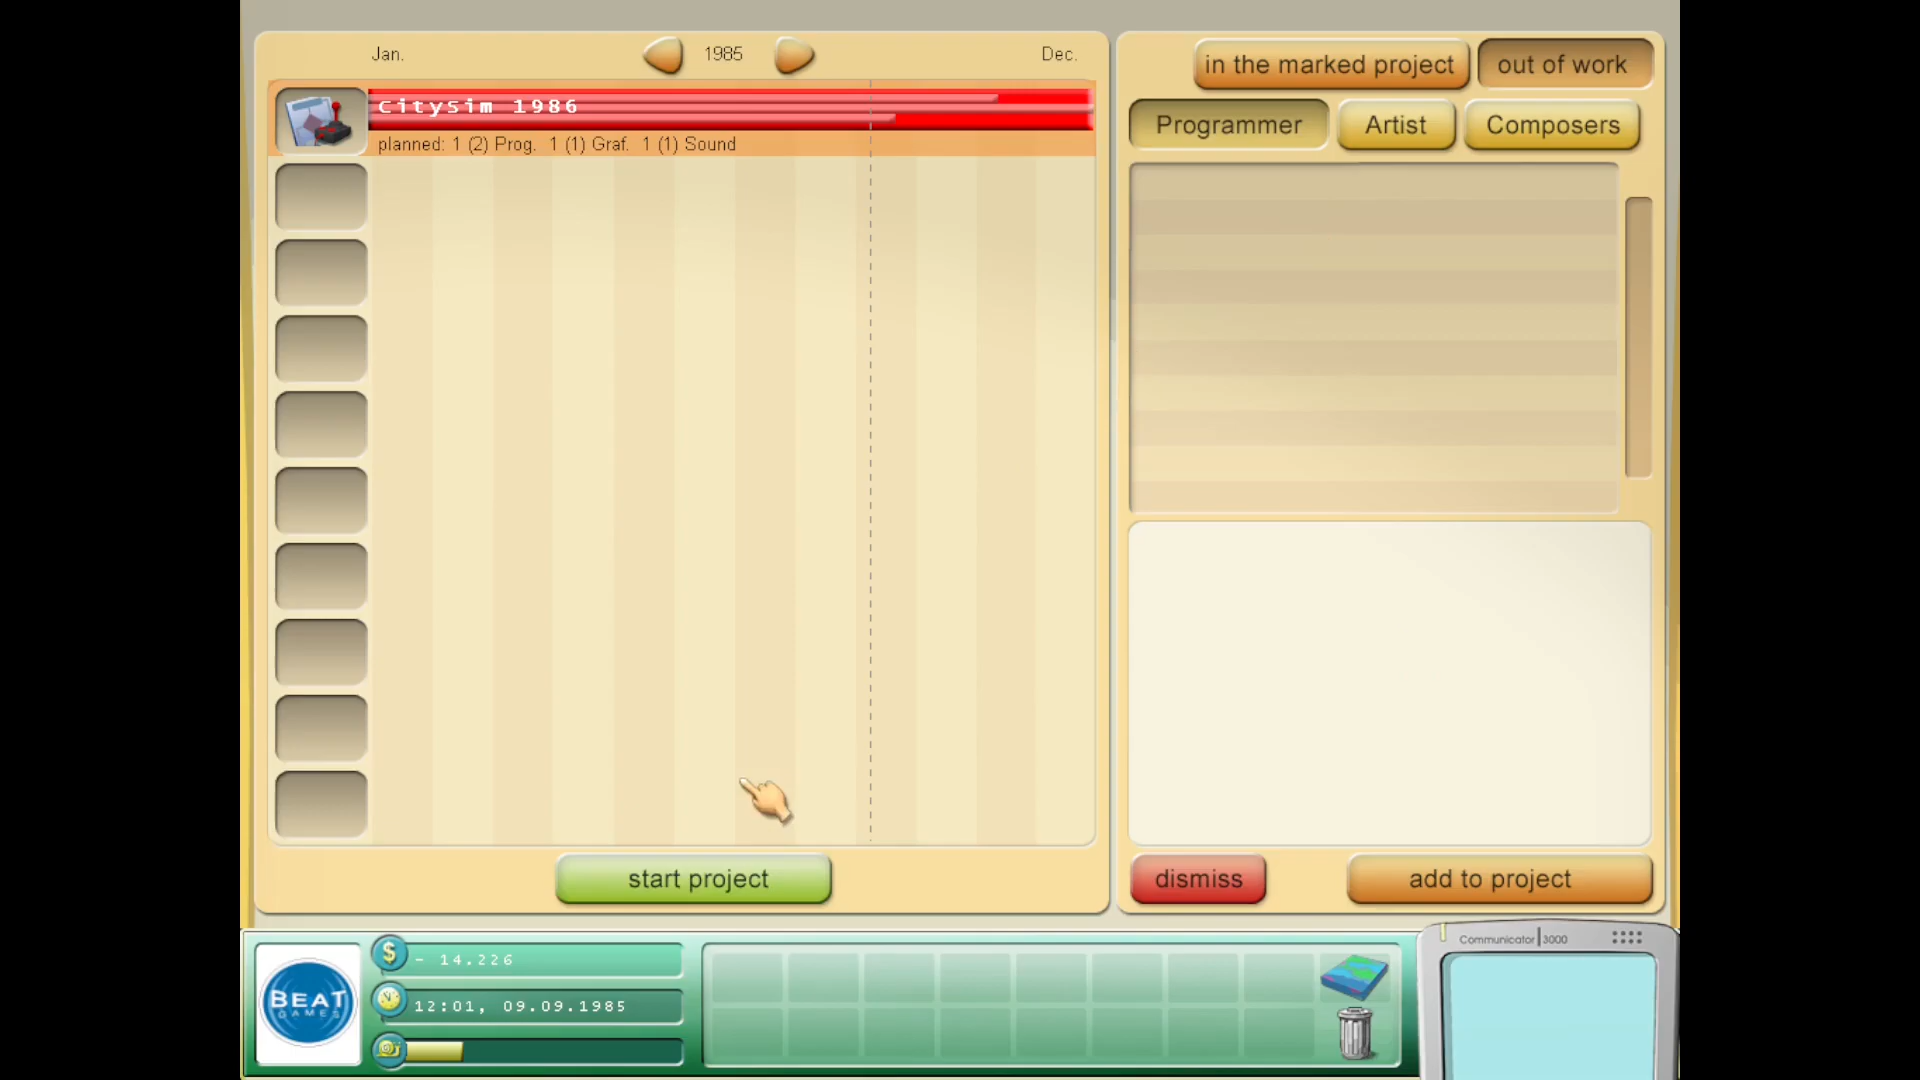 Jan.
1985
Dec.
citysim 1986
planned: 1 (2) Prog. 1 (1) Graf. 1 (1) Sound
start project
in the marked project
out of work
Programmer
Artist
Composers
dismiss
add to project
BEAT
GAMES
$
- 14.226
12:01, 09.09.1985
Communicator 3000